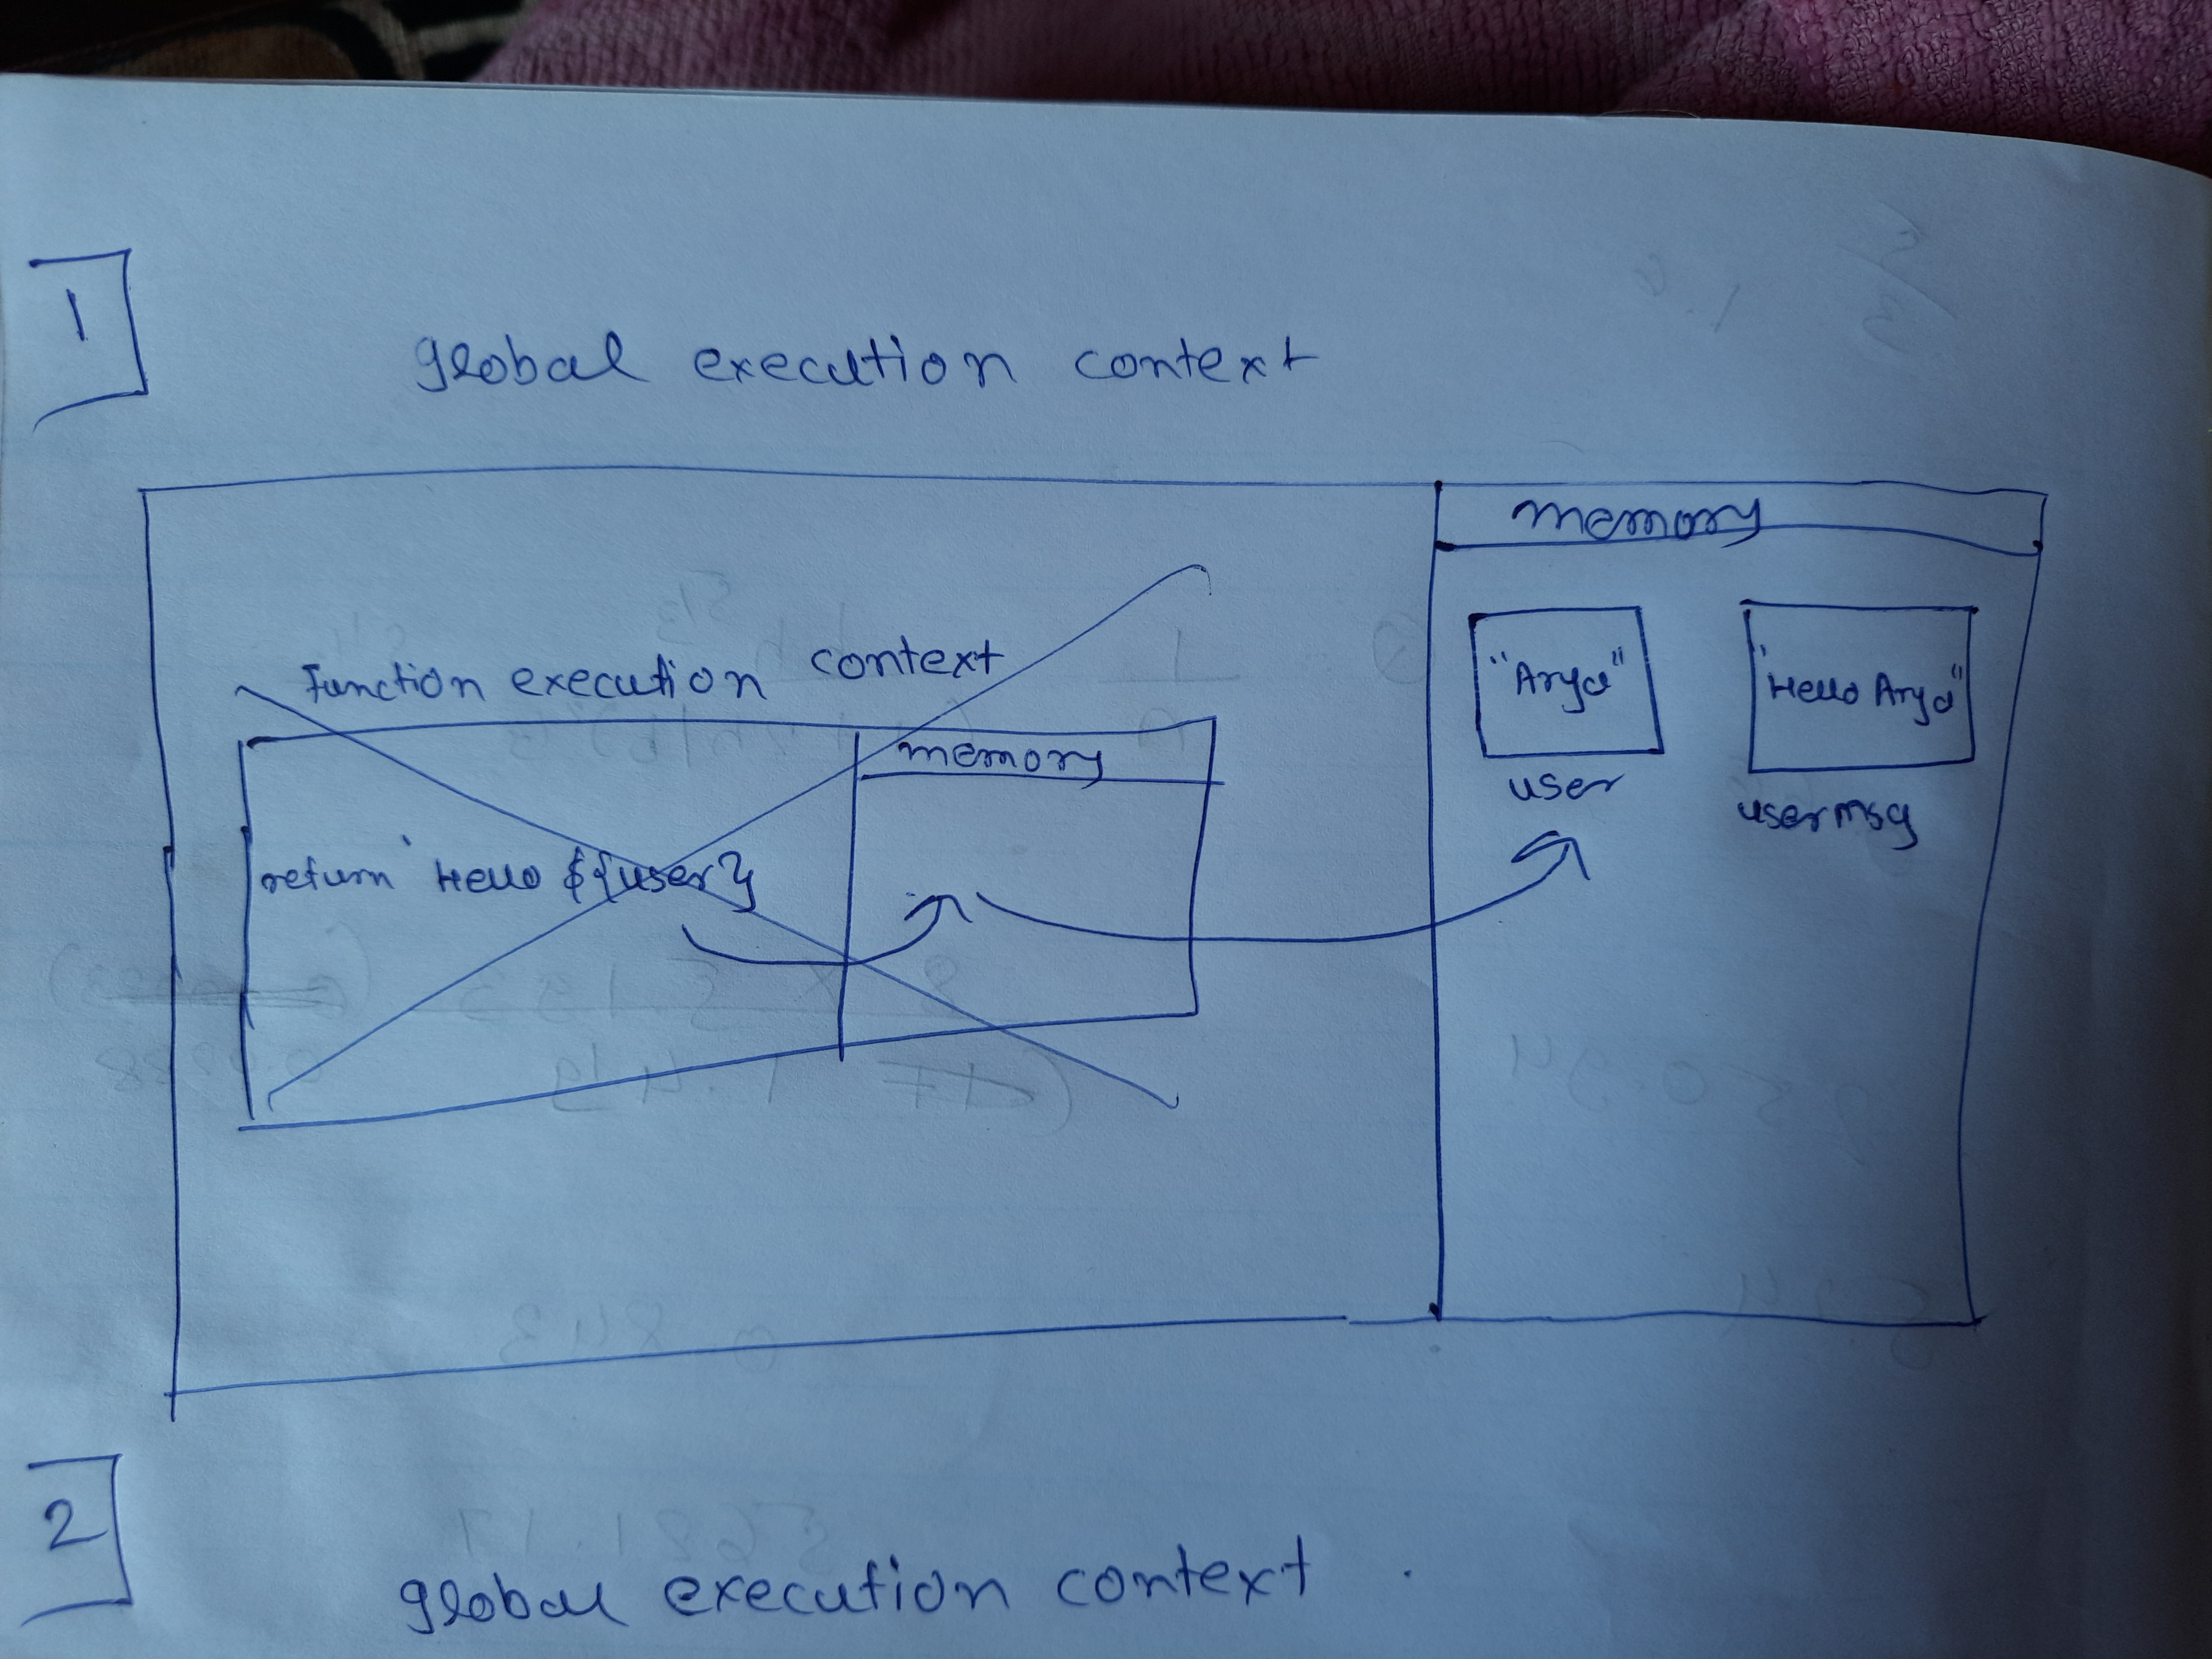 1
global execution context
memory
Function execution context
memory
"Arya"
user
"Hello Arya"
usermsg
return `Hello ${user}
2
global execution context.